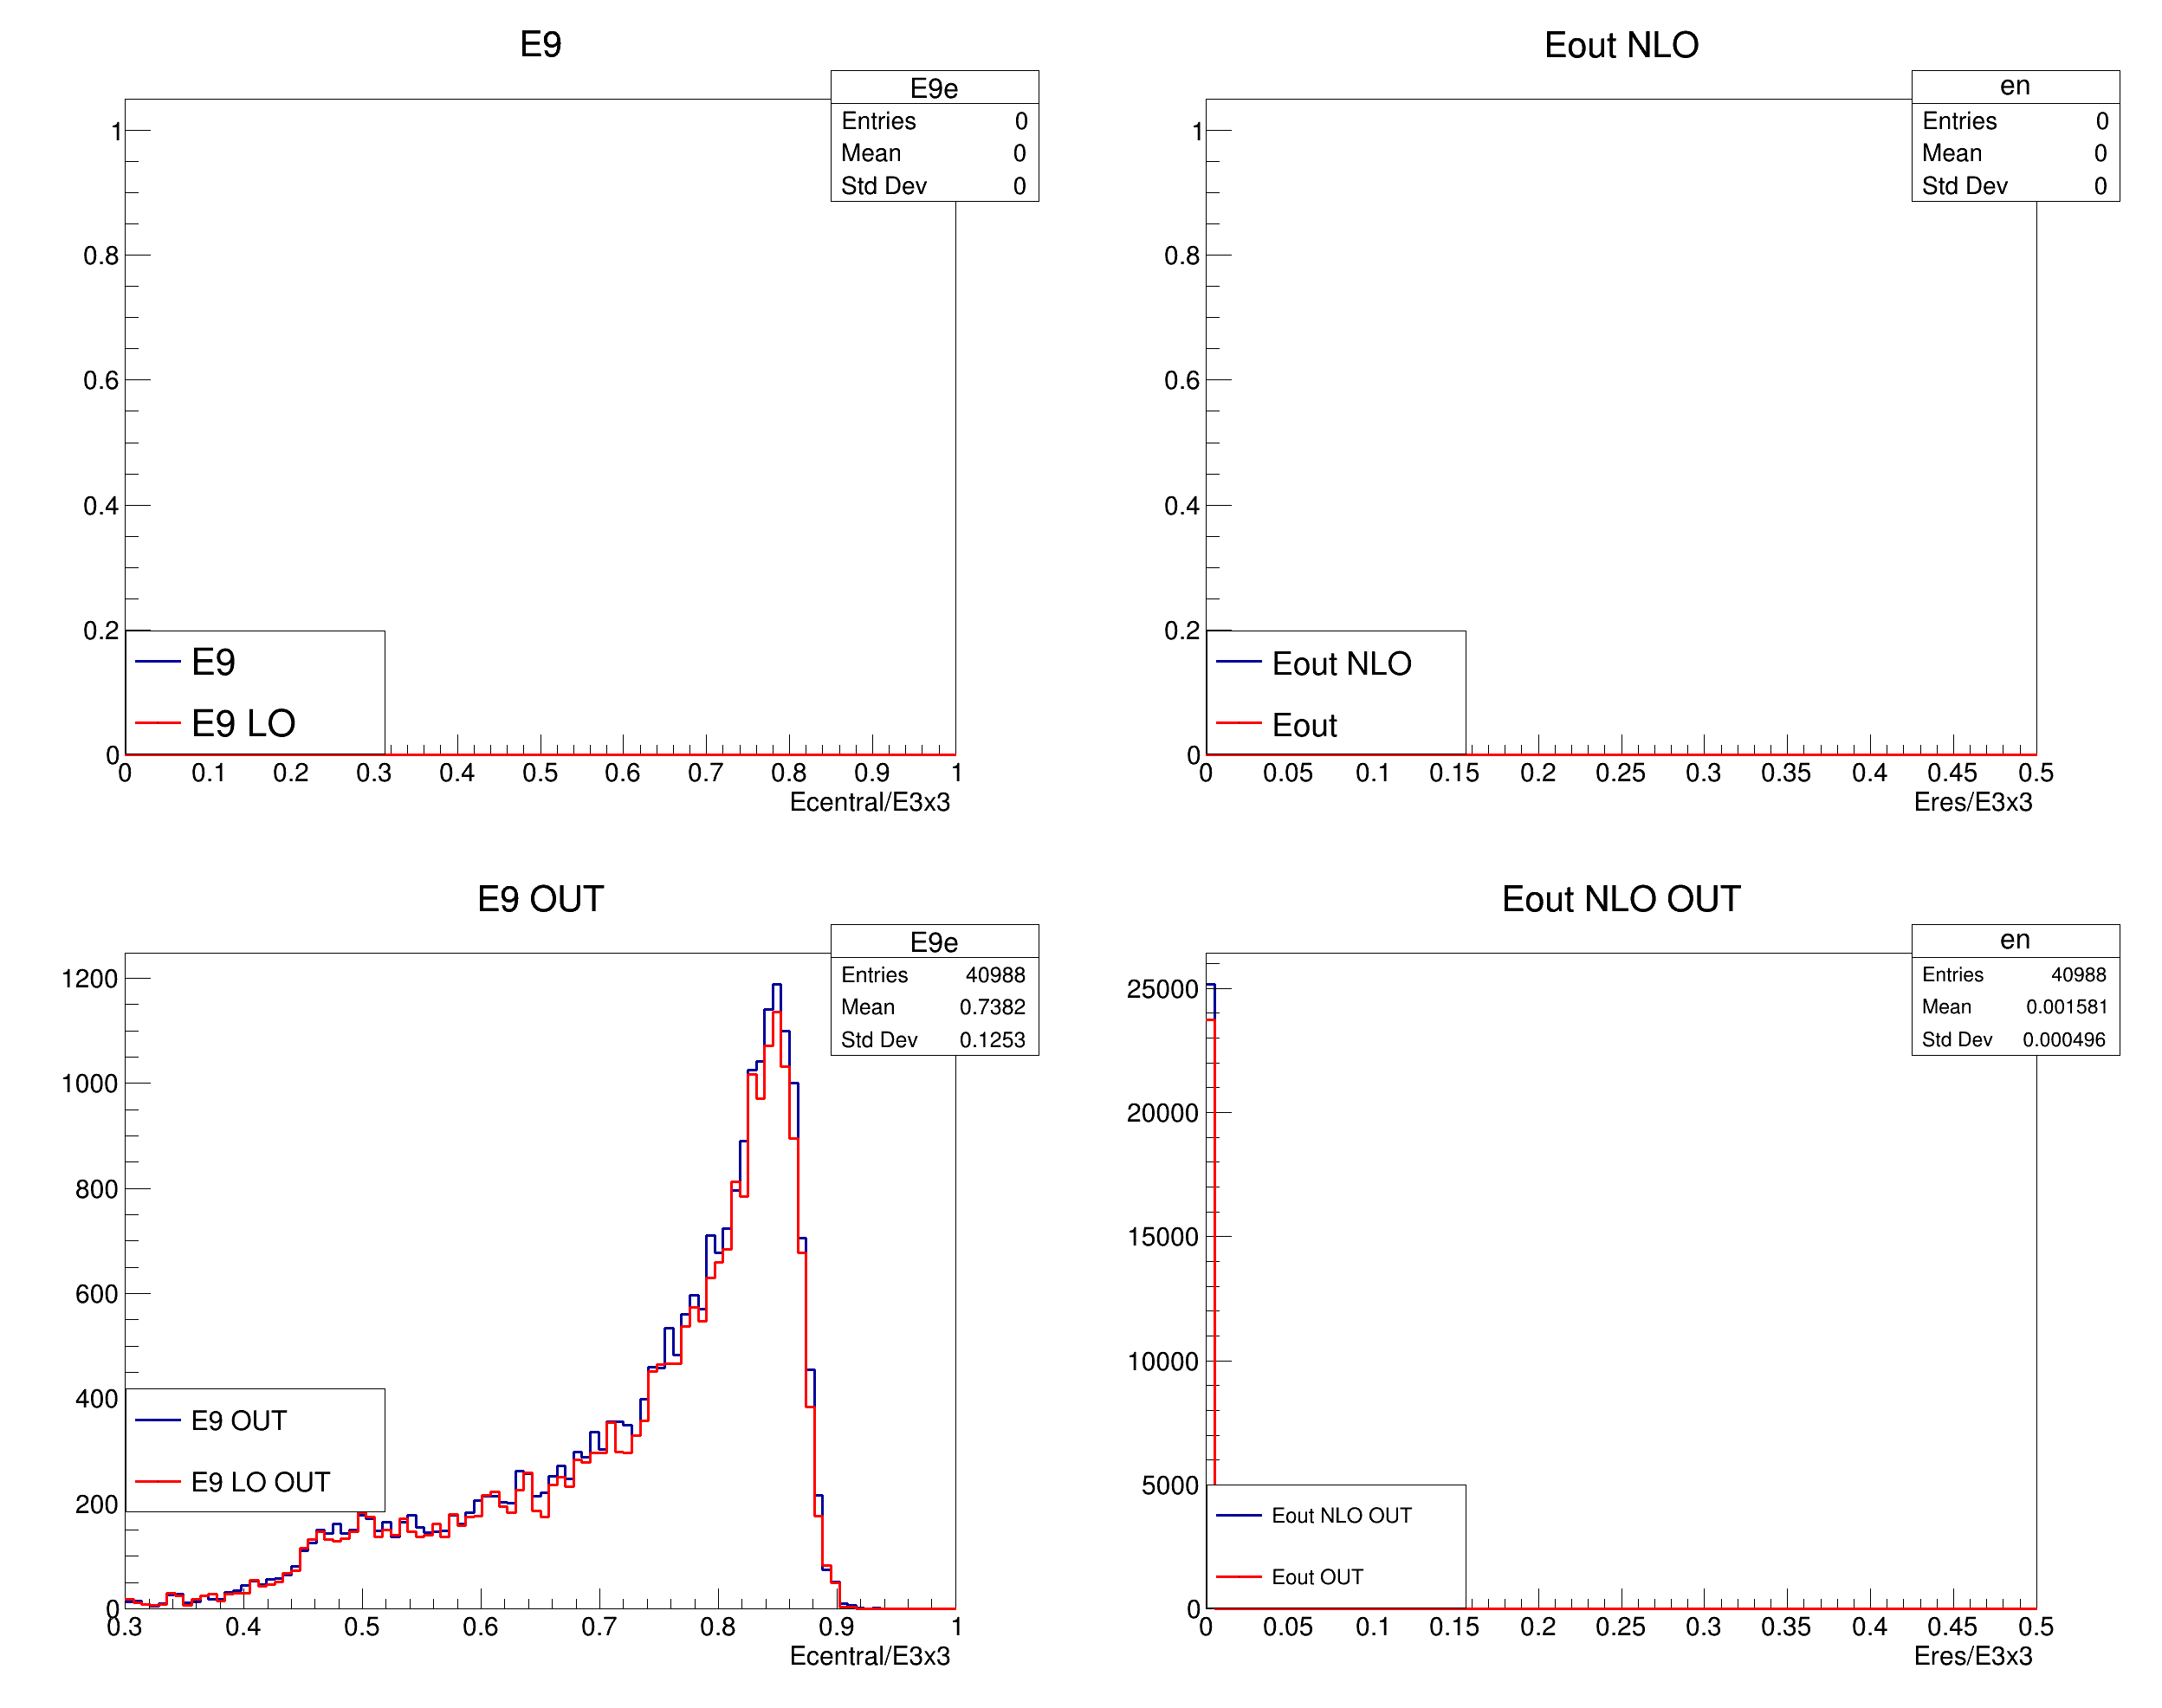 E9
E9e
Entries 0
Mean 0
Std Dev 0
1
0.8
0.6
0.4
0.2
0
E9
E9 LO
0 0.1 0.2 0.3 0.4 0.5 0.6 0.7 0.8 0.9 1
Ecentral/E3x3
Eout NLO
en
Entries 0
Mean 0
Std Dev 0
1
0.8
0.6
0.4
0.2
0
Eout NLO
Eout
0 0.05 0.1 0.15 0.2 0.25 0.3 0.35 0.4 0.45 0.5
Eres/E3x3
E9 OUT
E9e
Entries 40988
Mean 0.7382
Std Dev 0.1253
1200
1000
800
600
400
200
0
E9 OUT
E9 LO OUT
0.3 0.4 0.5 0.6 0.7 0.8 0.9 1
Ecentral/E3x3
Eout NLO OUT
en
Entries 40988
Mean 0.001581
Std Dev 0.000496
25000
20000
15000
10000
5000
0
Eout NLO OUT
Eout OUT
0 0.05 0.1 0.15 0.2 0.25 0.3 0.35 0.4 0.45 0.5
Eres/E3x3